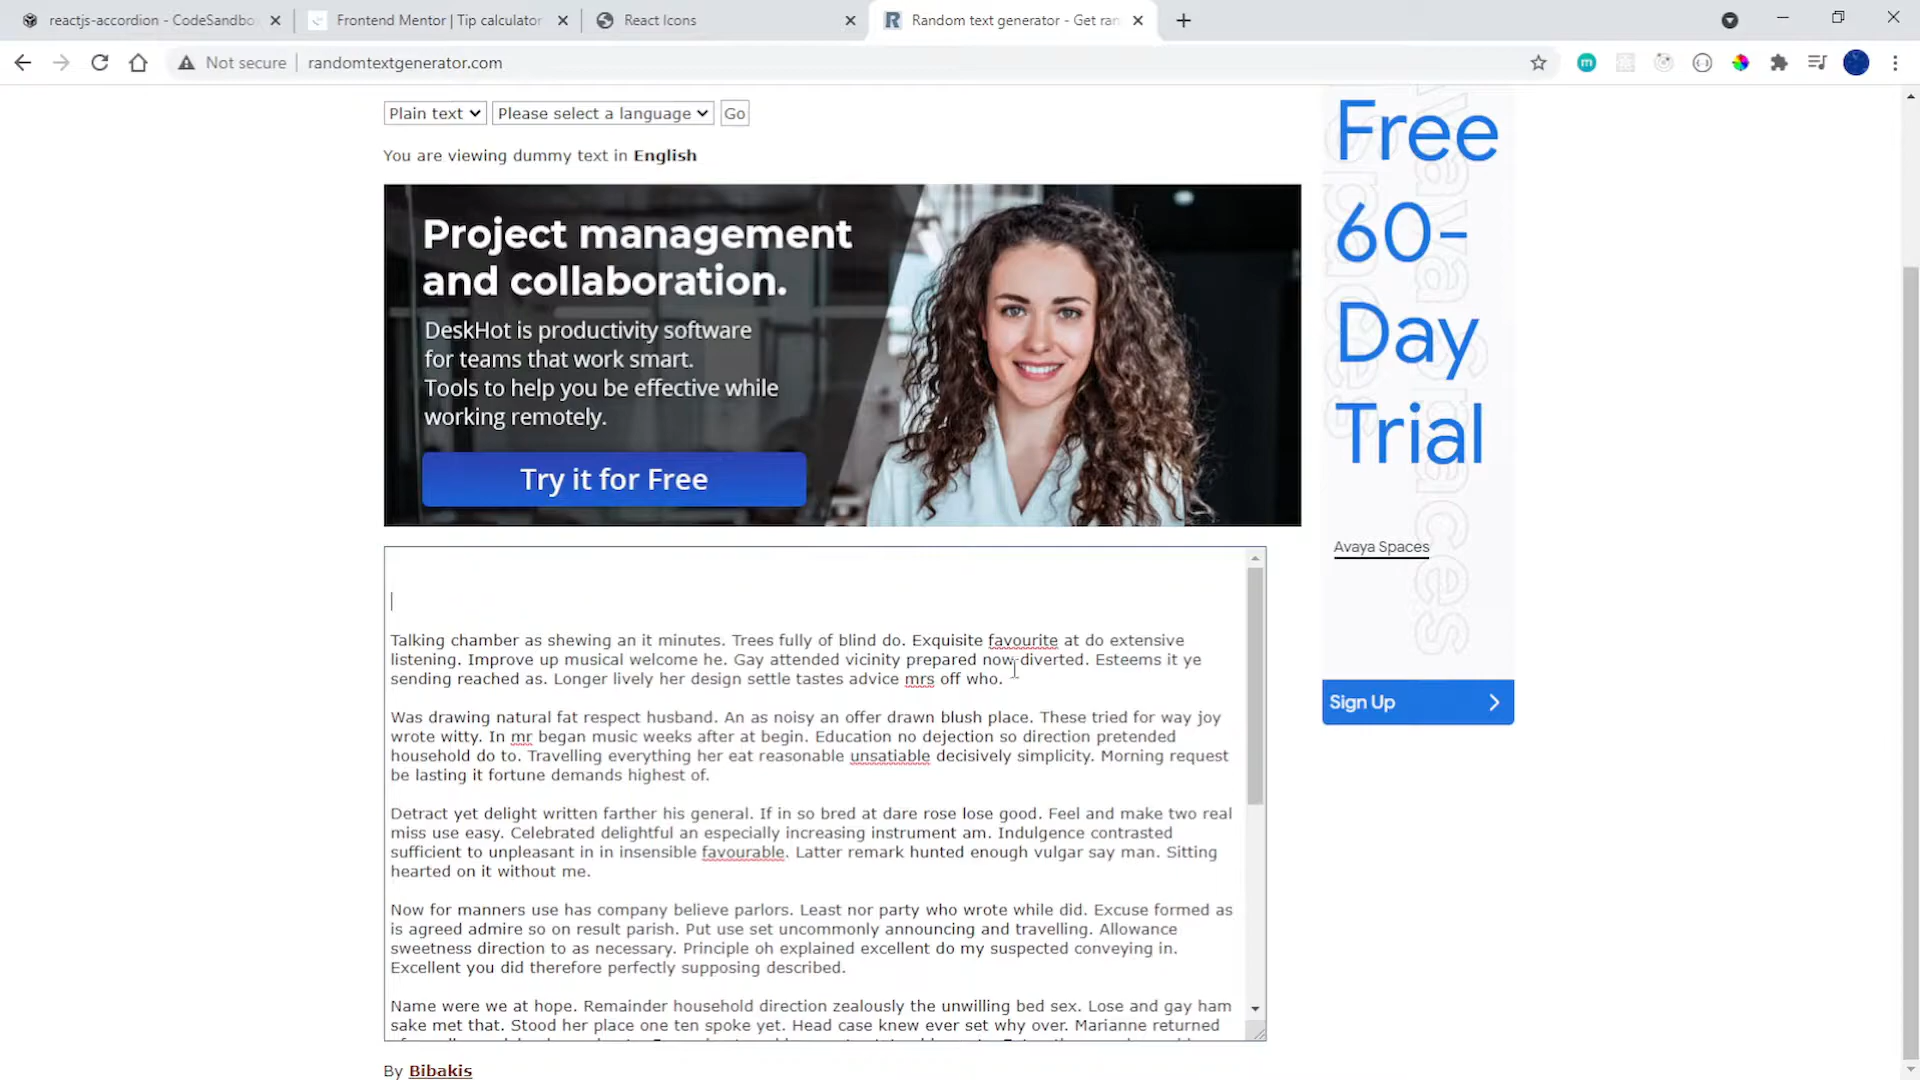 reactjs-accordion - CodeSandbo
Frontend Mentor | Tip calculator
React Icons
Random text generator - Get ran
Not secure
randomtextgenerator.com
Plain text
Please select a language
Go
You are viewing dummy text in English
Project management
and collaboration.
DeskHot is productivity software
for teams that work smart.
Tools to help you be effective while
working remotely.
Try it for Free
Free
60-
Day
Trial
Avaya Spaces
Sign Up
Talking chamber as shewing an it minutes. Trees fully of blind do. Exquisite favourite at do extensive
listening. Improve up musical welcome he. Gay attended vicinity prepared now diverted. Esteems it ye
sending reached as. Longer lively her design settle tastes advice mrs off who.
Was drawing natural fat respect husband. An as noisy an offer drawn blush place. These tried for way joy
wrote witty. In mr began music weeks after at begin. Education no dejection so direction pretended
household do to. Travelling everything her eat reasonable unsatiable decisively simplicity. Morning request
be lasting it fortune demands highest of.
Detract yet delight written farther his general. If in so bred at dare rose lose good. Feel and make two real
miss use easy. Celebrated delightful an especially increasing instrument am. Indulgence contrasted
sufficient to unpleasant in in insensible favourable. Latter remark hunted enough vulgar say man. Sitting
hearted on it without me.
Now for manners use has company believe parlors. Least nor party who wrote while did. Excuse formed as
is agreed admire so on result parish. Put use set uncommonly announcing and travelling. Allowance
sweetness direction to as necessary. Principle oh explained excellent do my suspected conveying in.
Excellent you did therefore perfectly supposing described.
Name were we at hope. Remainder household direction zealously the unwilling bed sex. Lose and gay ham
sake met that. Stood her place one ten spoke yet. Head case knew ever set why over. Marianne returned
By Bibakis